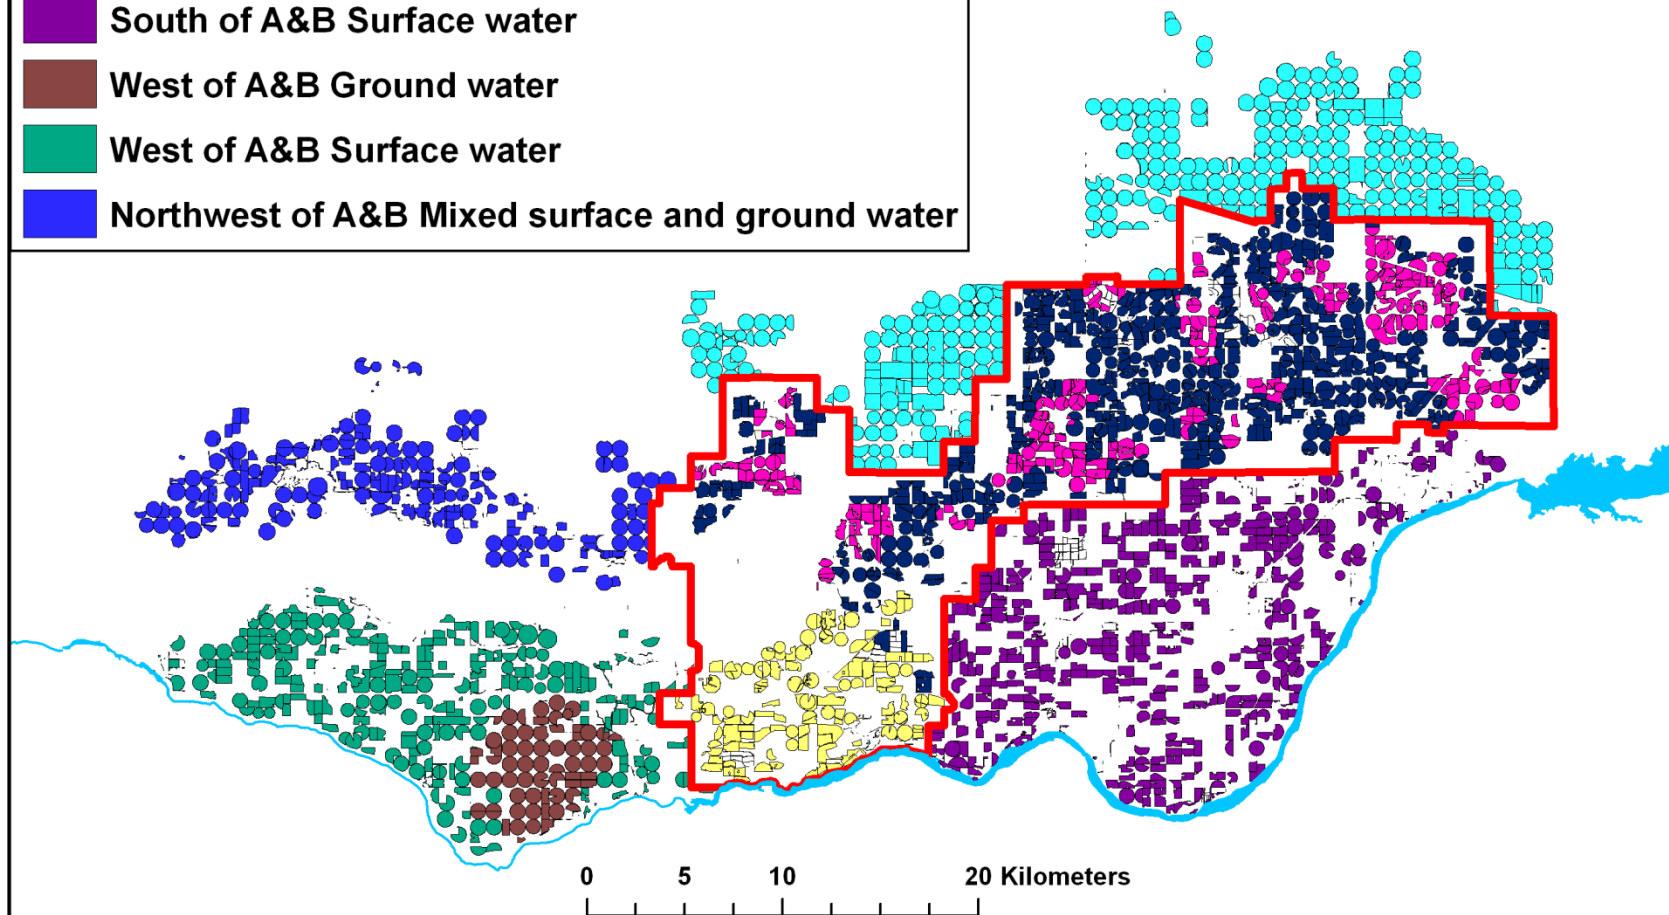 South of A&B Surface water
West of A&B Ground water
West of A&B Surface water
Northwest of A&B Mixed surface and ground water
0 5 10 20 Kilometers